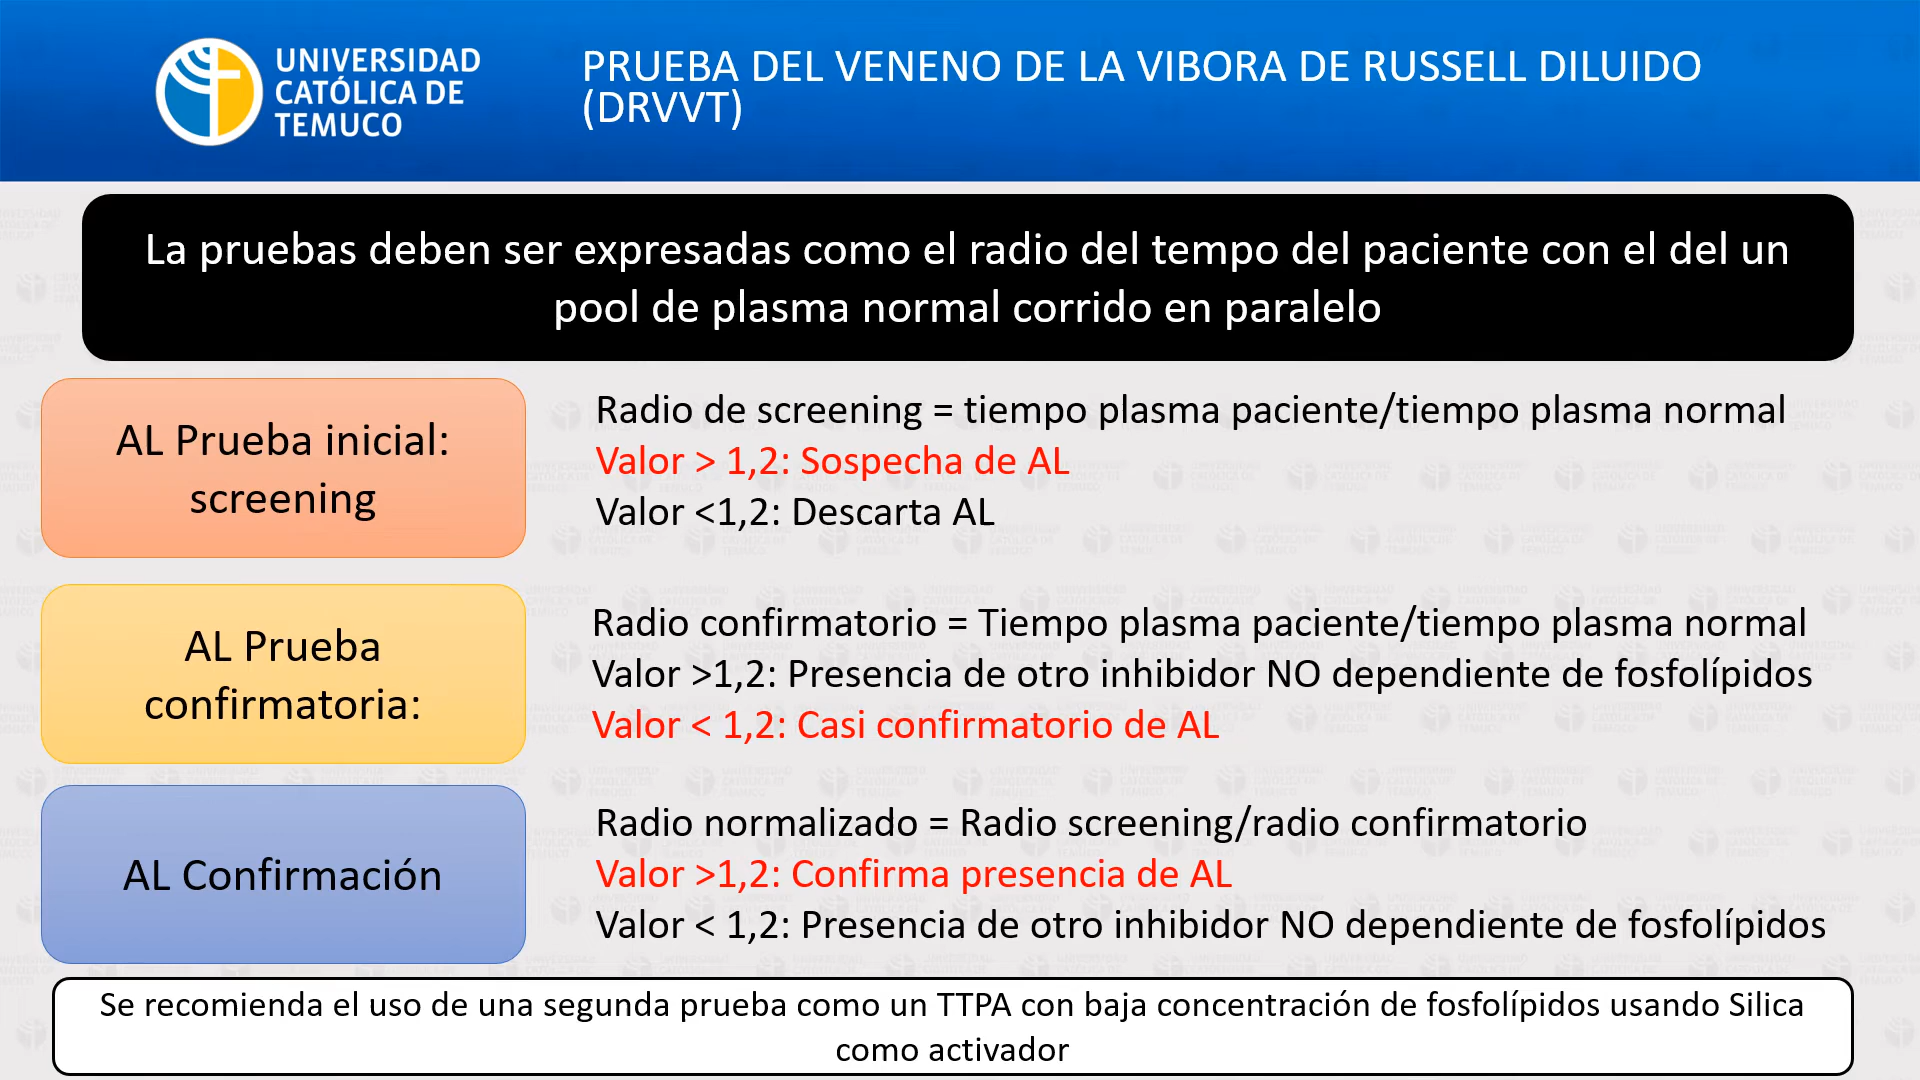 UNIVERSIDAD
CATÓLICA DE
TEMUCO
PRUEBA DEL VENENO DE LA VIBORA DE RUSSELL DILUIDO
(DRVVT)
La pruebas deben ser expresadas como el radio del tempo del paciente con el del un
pool de plasma normal corrido en paralelo
AL Prueba inicial:
screening
Radio de screening = tiempo plasma paciente/tiempo plasma normal
Valor > 1,2: Sospecha de AL
Valor <1,2: Descarta AL
AL Prueba
confirmatoria:
Radio confirmatorio = Tiempo plasma paciente/tiempo plasma normal
Valor >1,2: Presencia de otro inhibidor NO dependiente de fosfolípidos
Valor < 1,2: Casi confirmatorio de AL
AL Confirmación
Radio normalizado = Radio screening/radio confirmatorio
Valor >1,2: Confirma presencia de AL
Valor < 1,2: Presencia de otro inhibidor NO dependiente de fosfolípidos
Se recomienda el uso de una segunda prueba como un TTPA con baja concentración de fosfolípidos usando Silica
como activador